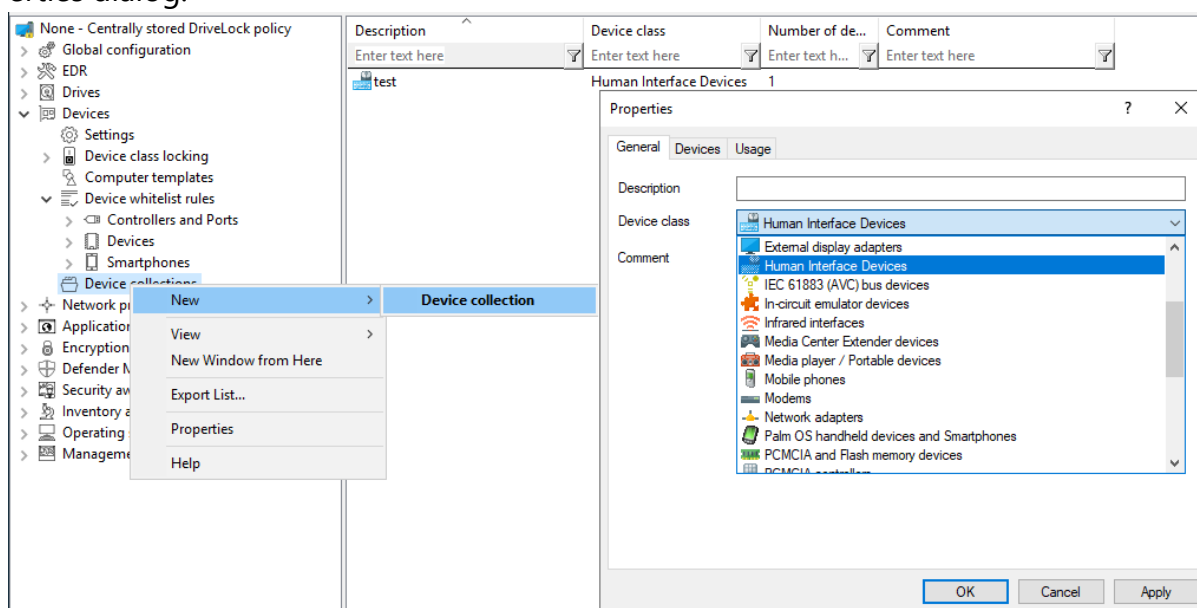 erties dialog.
None - Centrally stored DriveLock policy
Global configuration
EDR
Drives
Devices
Settings
Device class locking
Computer templates
Device whitelist rules
Controllers and Ports
Devices
Smartphones
Device collections
Network p
Application
Encryption
Defender
Security aw
Inventory a
Operating
Manageme
New
View
New Window from Here
Export List...
Properties
Help
Device collection
Description Device class Number of de... Comment
Enter text here Enter text here Enter text h... Enter text here
test Human Interface Devices 1
Properties ?
General Devices Usage
Description
Device class Human Interface Devices
Comment
External display adapters
Human Interface Devices
IEC 61883 (AVC) bus devices
In-circuit emulator devices
Infrared interfaces
Media Center Extender devices
Media player / Portable devices
Mobile phones
Modems
Network adapters
Palm OS handheld devices and Smartphones
PCMCIA and Flash memory devices
PCMCIA controllers
OK Cancel Apply